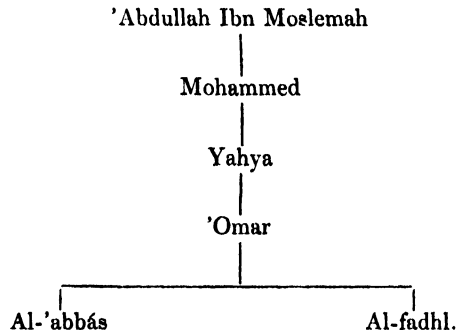 'Abdullah Ibn Moslemah
Mohammed
Yahya
'Omar
Al-'abbás Al-fadhl.